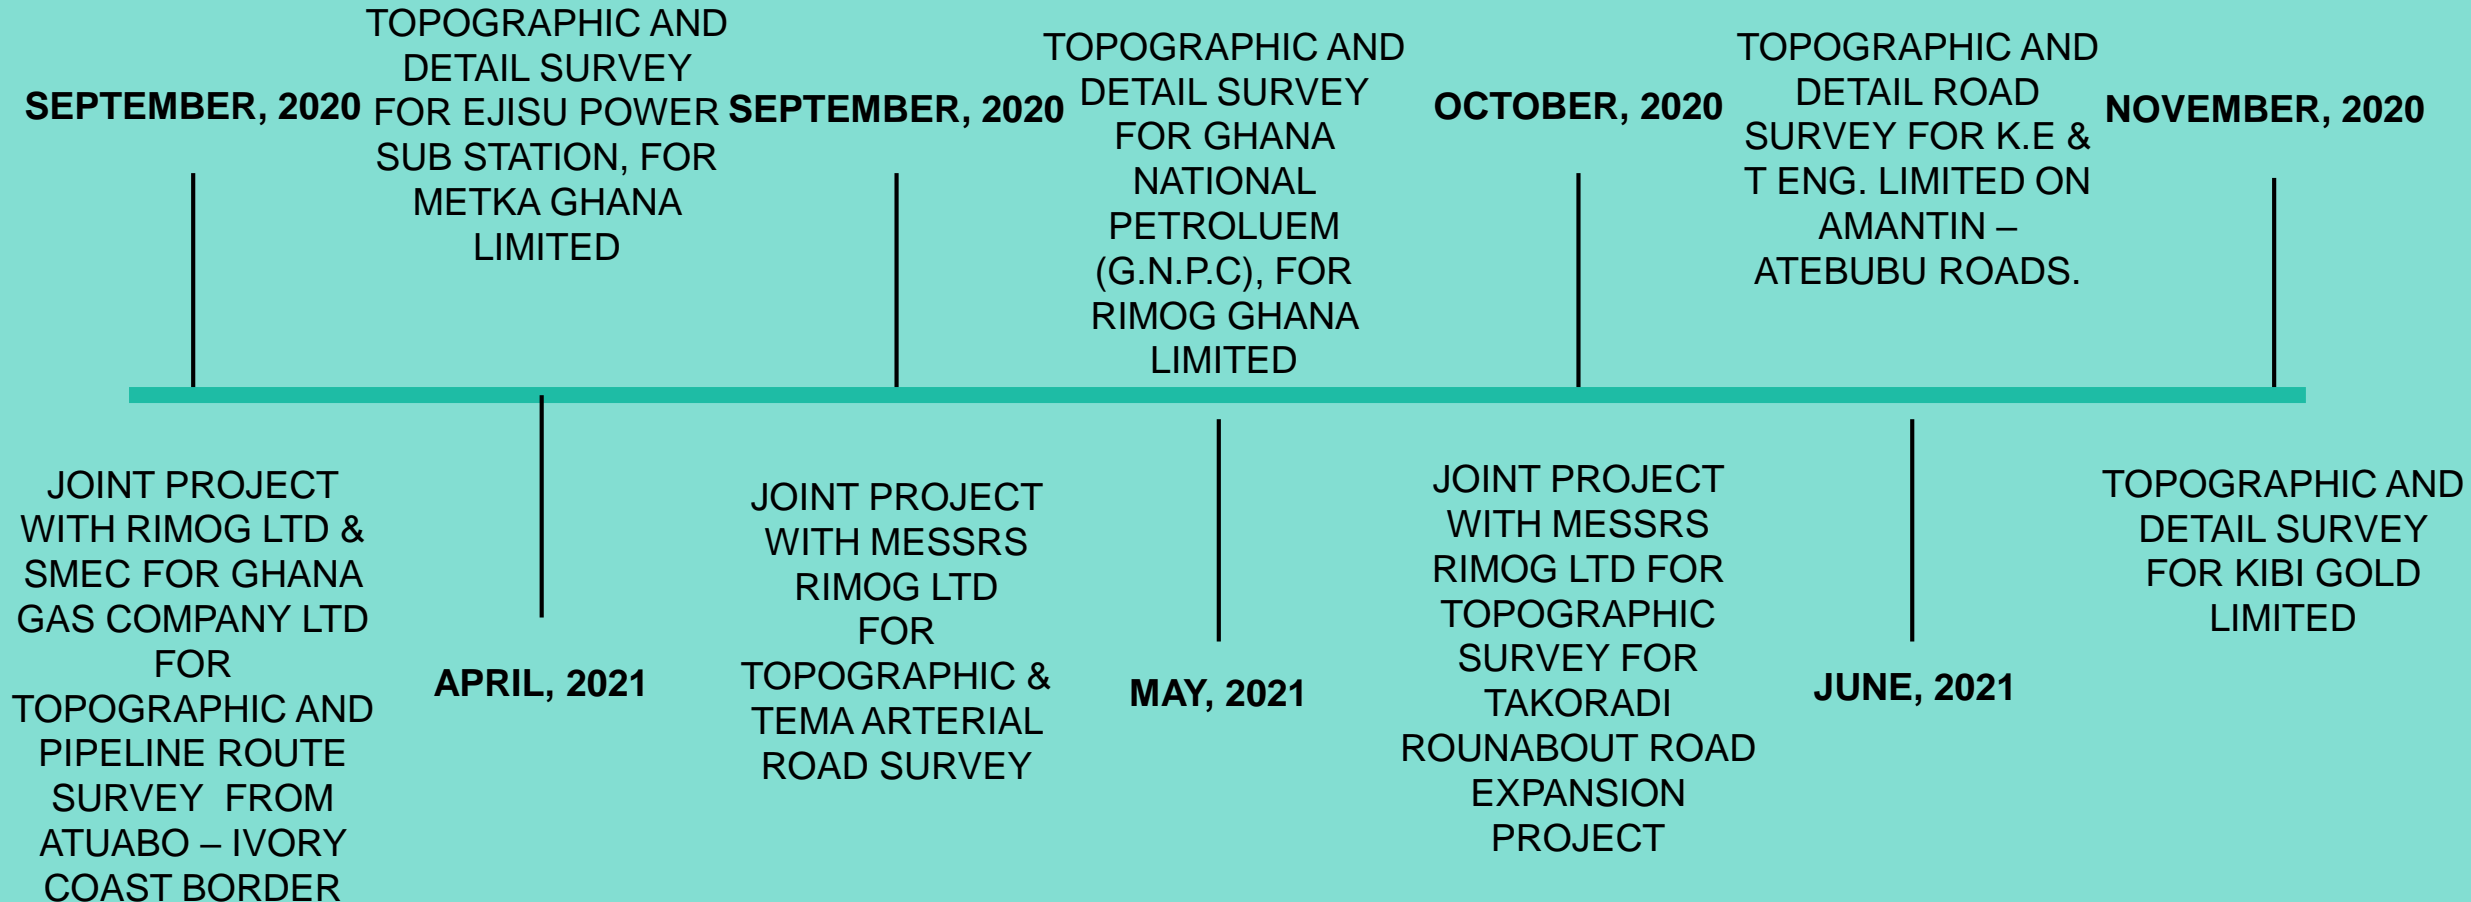 SEPTEMBER, 2020
JOINT PROJECT
WITH RIMOG LTD &
SMEC FOR GHANA
GAS COMPANY LTD
FOR
TOPOGRAPHIC AND
PIPELINE ROUTE
SURVEY FROM
ATUABO – IVORY
COAST BORDER
TOPOGRAPHIC AND
DETAIL SURVEY
FOR EJISU POWER
SUB STATION, FOR
METKA GHANA
LIMITED
APRIL, 2021
SEPTEMBER, 2020
JOINT PROJECT
WITH MESSRS
RIMOG LTD
FOR
TOPOGRAPHIC &
TEMA ARTERIAL
ROAD SURVEY
TOPOGRAPHIC AND
DETAIL SURVEY
FOR GHANA
NATIONAL
PETROLUEM
(G.N.P.C), FOR
RIMOG GHANA
LIMITED
MAY, 2021
OCTOBER, 2020
JOINT PROJECT
WITH MESSRS
RIMOG LTD FOR
TOPOGRAPHIC
SURVEY FOR
TAKORADI
ROUNABOUT ROAD
EXPANSION
PROJECT
TOPOGRAPHIC AND
DETAIL ROAD
SURVEY FOR K.E &
T ENG. LIMITED ON
AMANTIN –
ATEBUBU ROADS.
JUNE, 2021
NOVEMBER, 2020
TOPOGRAPHIC AND
DETAIL SURVEY
FOR KIBI GOLD
LIMITED